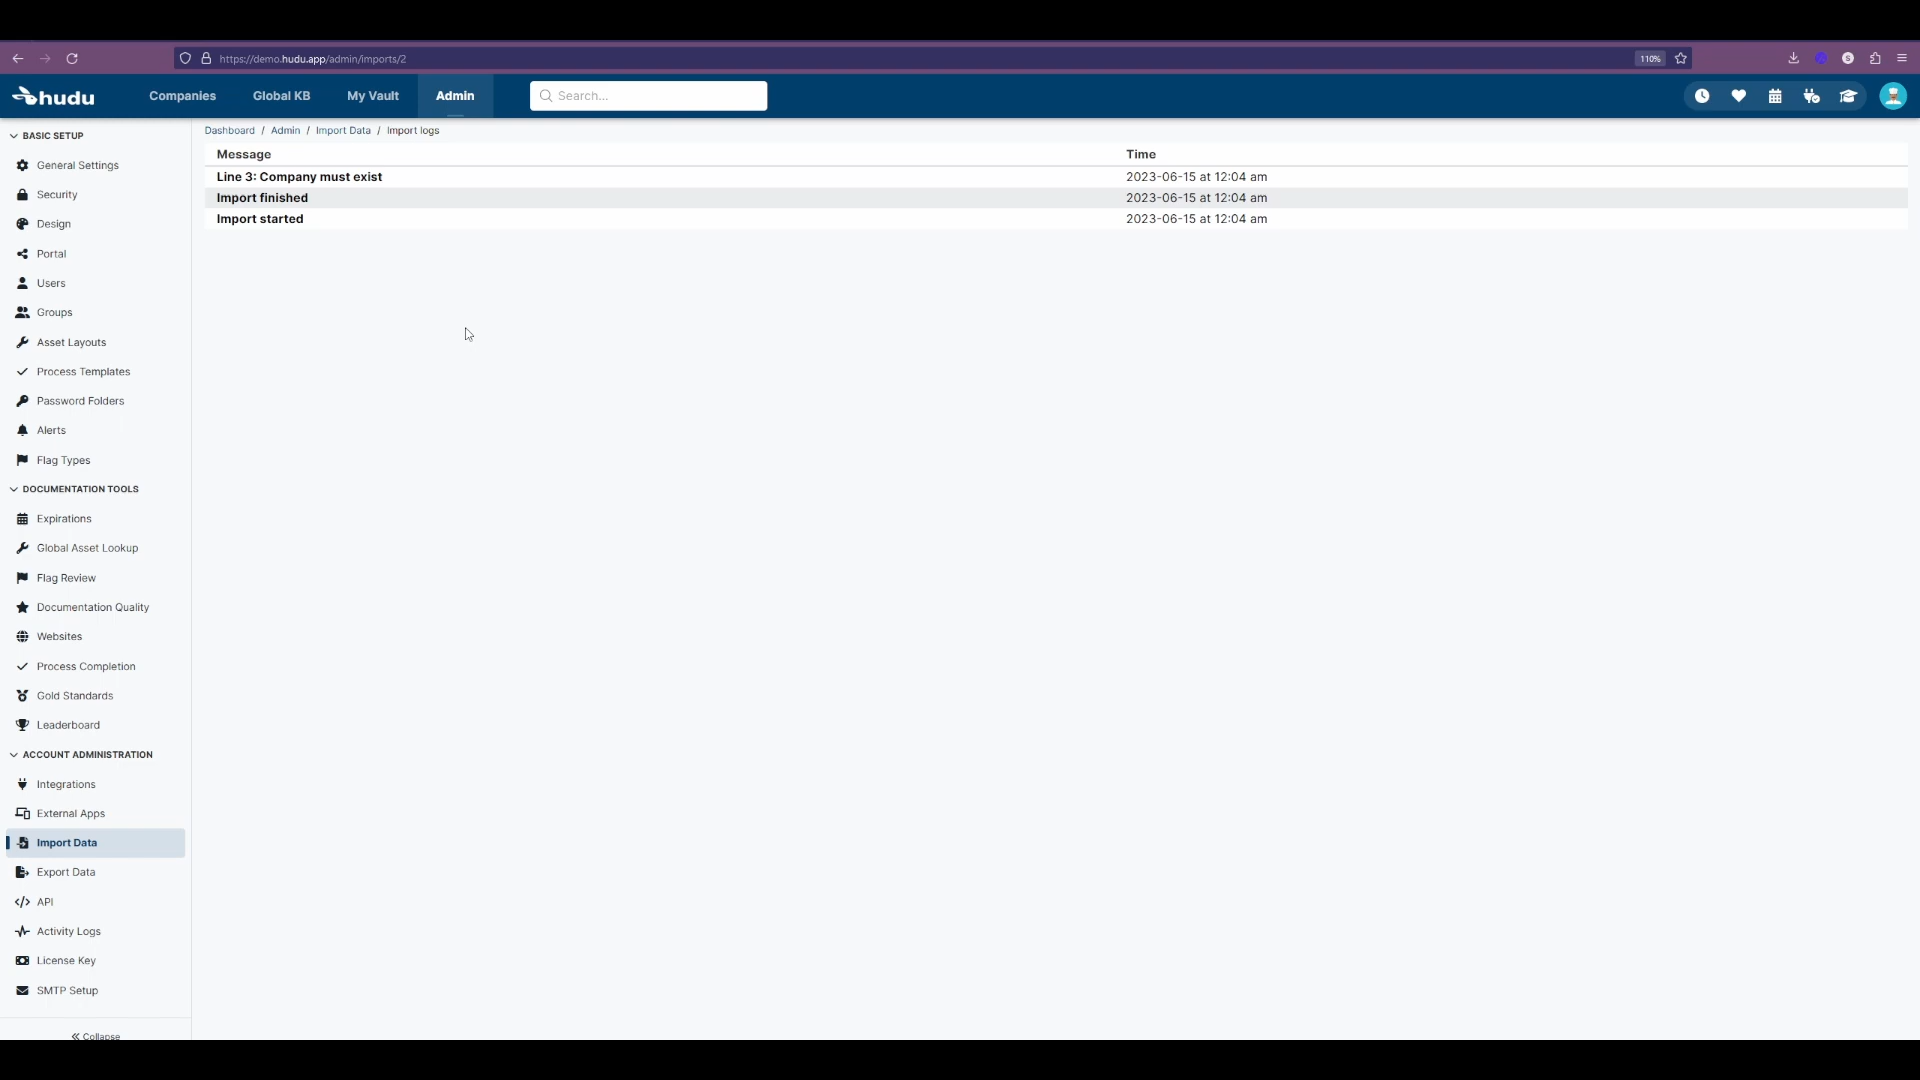 https://demo.hudu.app/admin/imports/2
110%
hudu
Companies
Global KB
My Vault
Admin
Search...
BASIC SETUP
General Settings
Security
Design
Portal
Users
Groups
Asset Layouts
Process Templates
Password Folders
Alerts
Flag Types
DOCUMENTATION TOOLS
Expirations
Global Asset Lookup
Flag Review
Documentation Quality
Websites
Process Completion
Gold Standards
Leaderboard
ACCOUNT ADMINISTRATION
Integrations
External Apps
Import Data
Export Data
API
Activity Logs
License Key
SMTP Setup
Collapse
Dashboard / Admin / Import Data / Import logs
Message Time
Line 3: Company must exist 2023-06-15 at 12:04 am
Import finished 2023-06-15 at 12:04 am
Import started 2023-06-15 at 12:04 am